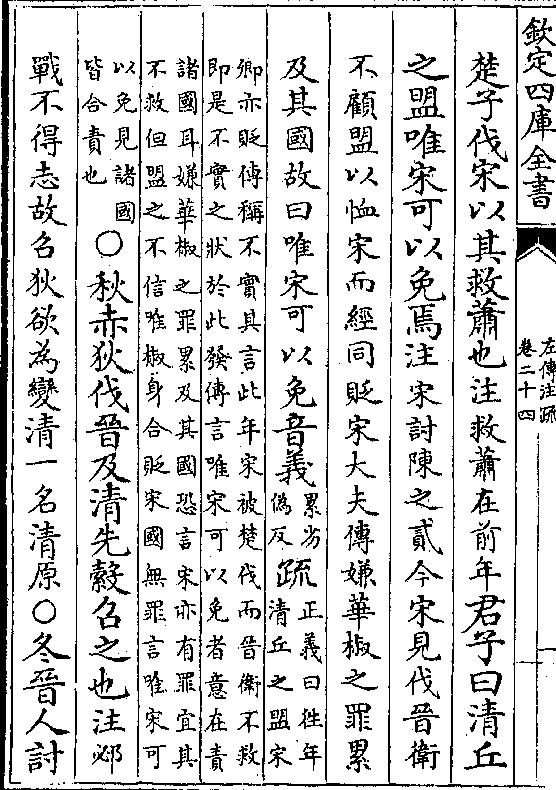 欽定四庫全書
左傳注疏
卷二十四
楚子伐宋以其救蕭也注救蕭在前年君子曰清丘
之盟唯宋可以免焉注宋討陳之貳今宋見伐晉衛
不顧盟以恤宋而經同貶宋大夫傳嫌華椒之罪累
及其國故曰唯宋可以免音義累劣
偽反疏正義曰徃年
清丘之盟宋
卿亦貶傳稱不實其言此年宋被楚伐而晉衛不救
即是不實之狀於此發傳言唯宋可以免者意在責
諸國耳嫌華椒之罪累及其國恐言宋亦有罪宜其
不救但盟之不信唯椒身合貶宋國無罪言唯宋可
以免見諸國
皆合責也○秋赤狄伐晉及清先縠召之也注邲
戰不得志故召狄欲為變清一名清原○冬晉人討